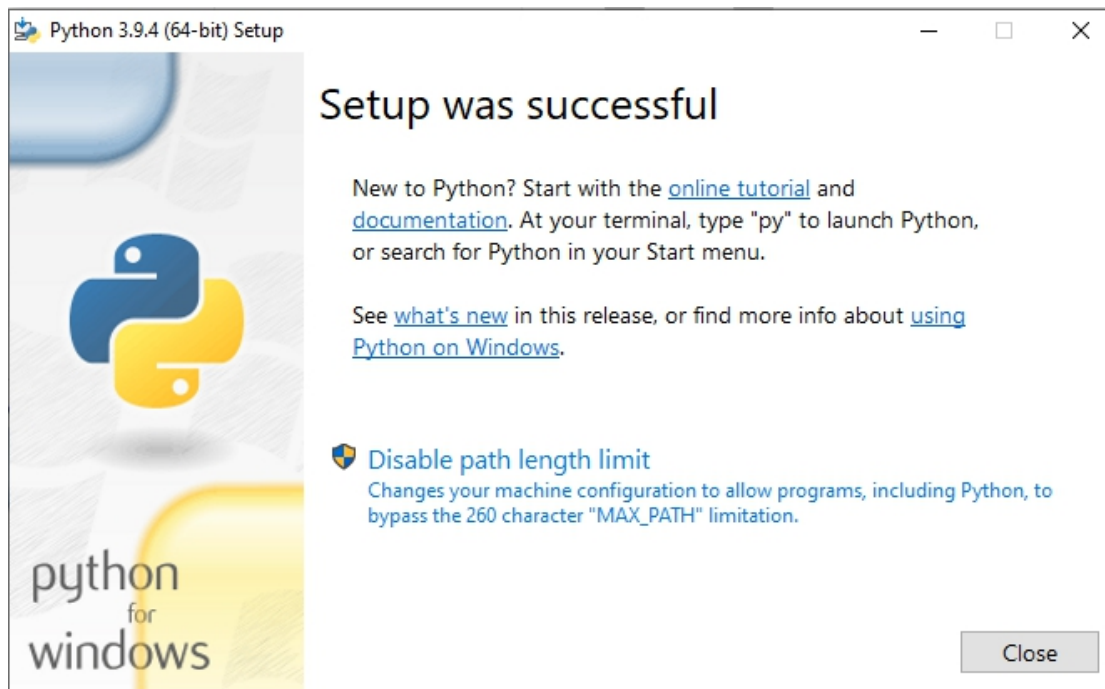 Python 3.9.4 (64-bit) Setup
Setup was successful
New to Python? Start with the online tutorial and
documentation. At your terminal, type "py" to launch Python,
or search for Python in your Start menu.
See what's new in this release, or find more info about using
Python on Windows.
Disable path length limit
Changes your machine configuration to allow programs, including Python, to
bypass the 260 character "MAX_PATH" limitation.
python
for
windows
Close